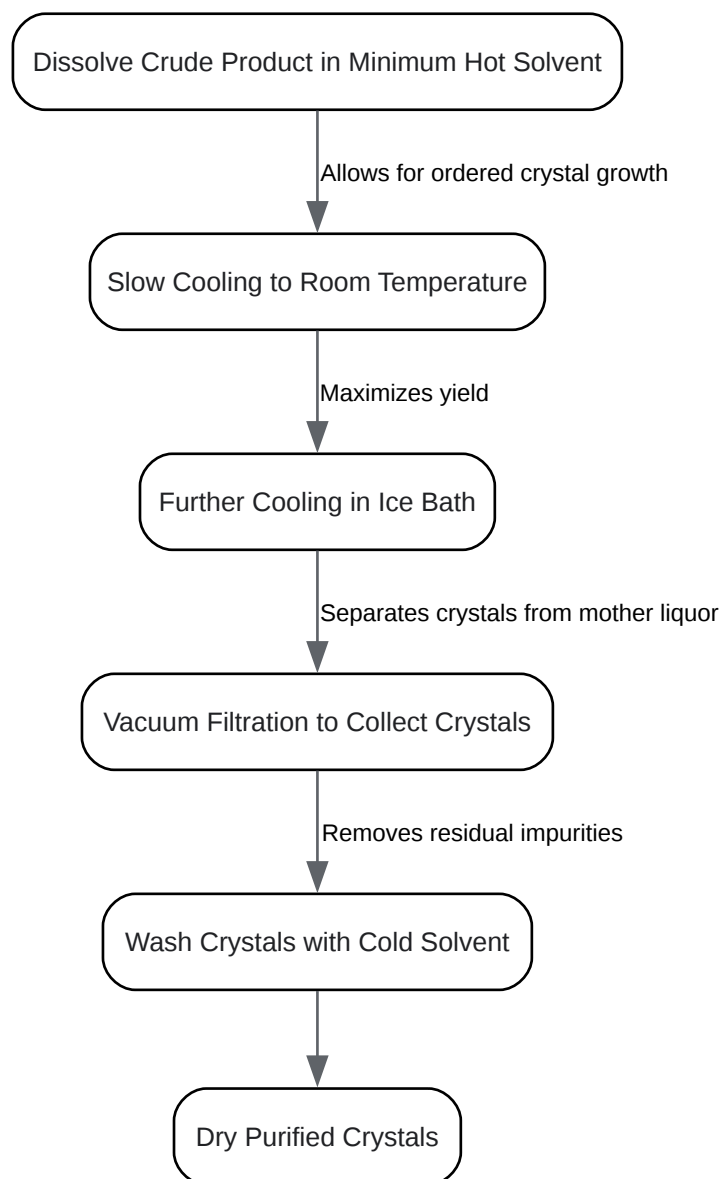 Dissolve Crude Product in Minimum Hot Solvent
Allows for ordered crystal growth
Slow Cooling to Room Temperature
Maximizes yield
Further Cooling in Ice Bath
Separates crystals from mother liquor
Vacuum Filtration to Collect Crystals
Removes residual impurities
Wash Crystals with Cold Solvent
Dry Purified Crystals